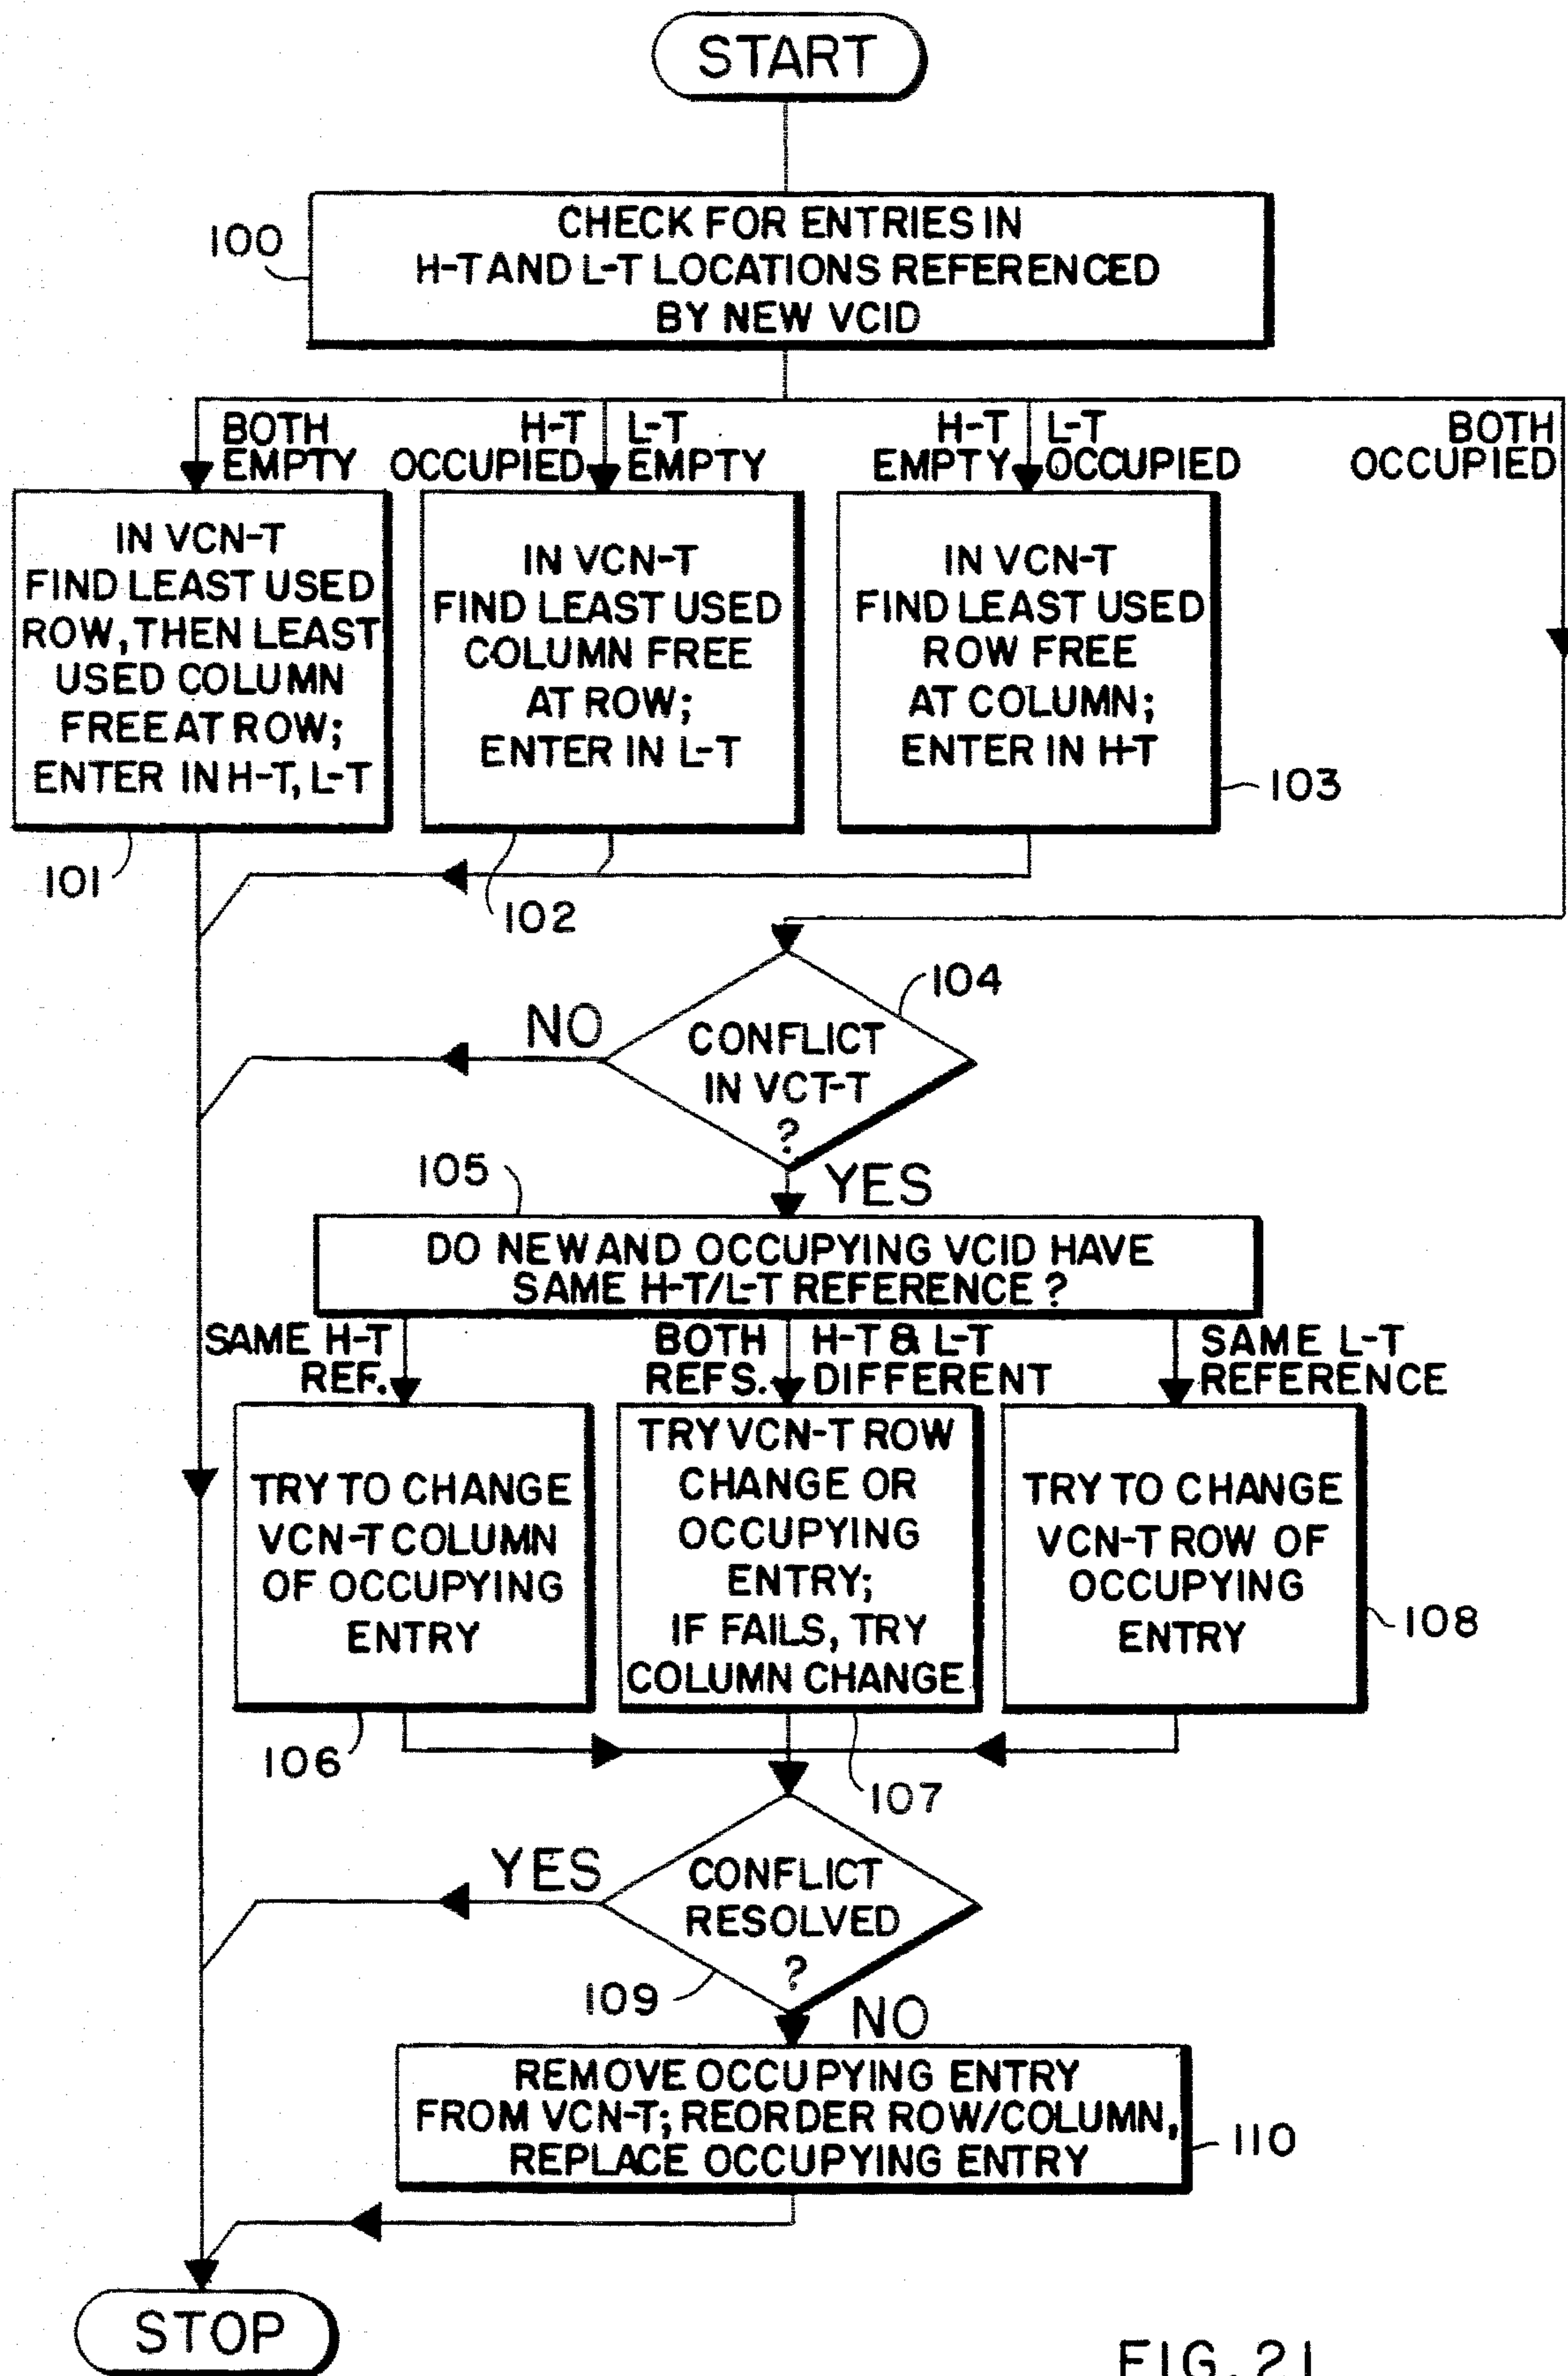 START
100
CHECK FOR ENTRIES IN
H-T AND L-T LOCATIONS REFERENCED
BY NEW VCID
BOTH
EMPTY
H-T
OCCUPIED
L-T
EMPTY
H-T
EMPTY
L-T
OCCUPIED
BOTH
OCCUPIED
IN VCN-T
FIND LEAST USED
ROW, THEN LEAST
USED COLUMN
FREE AT ROW;
ENTER IN H-T, L-T
101
IN VCN-T
FIND LEAST USED
COLUMN FREE
AT ROW;
ENTER IN L-T
102
IN VCN-T
FIND LEAST USED
ROW FREE
AT COLUMN;
ENTER IN H-T
103
104
CONFLICT
IN VCT-T
?
NO
YES
105
DO NEW AND OCCUPYING VCID HAVE
SAME H-T/L-T REFERENCE ?
SAME H-T
REF.
BOTH
REFS.
H-T & L-T
DIFFERENT
SAME L-T
REFERENCE
TRY TO CHANGE
VCN-T COLUMN
OF OCCUPYING
ENTRY
106
TRY VCN-T ROW
CHANGE OR
OCCUPYING
ENTRY;
IF FAILS, TRY
COLUMN CHANGE
107
TRY TO CHANGE
VCN-T ROW OF
OCCUPYING
ENTRY
108
CONFLICT
RESOLVED
?
YES
109
NO
REMOVE OCCUPYING ENTRY
FROM VCN-T; REORDER ROW/COLUMN,
REPLACE OCCUPYING ENTRY
110
STOP
FIG. 21